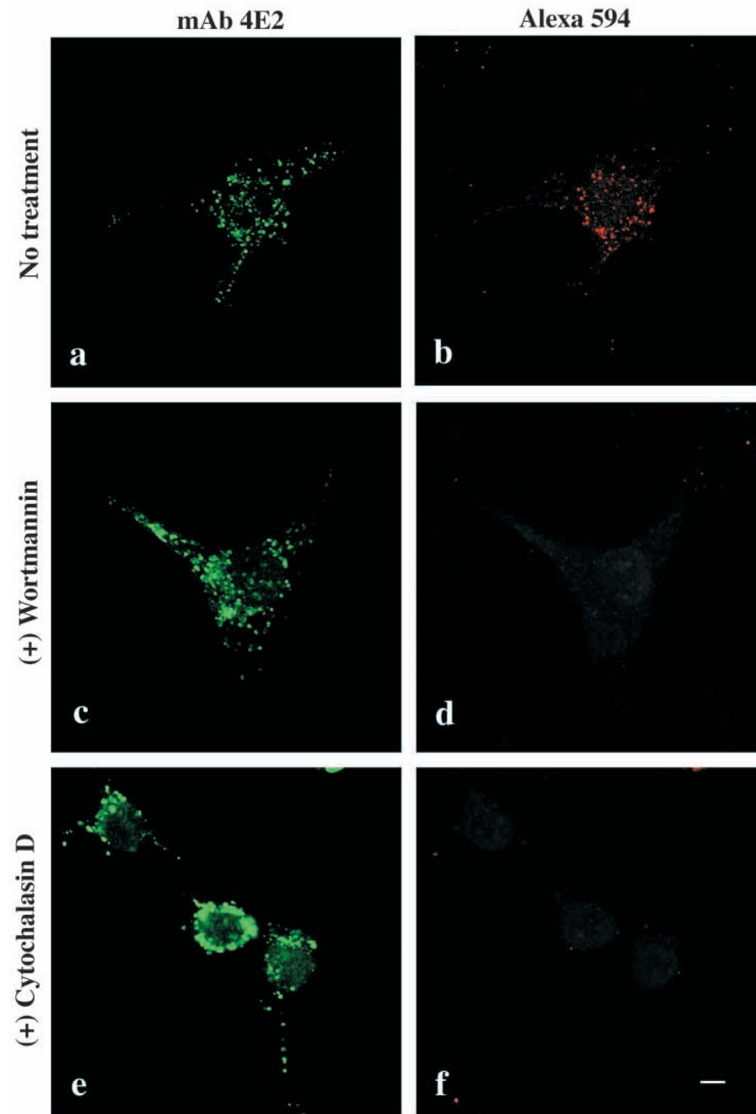 mAb 4E2
Alexa 594
No treatment
a
b
(+) Wortmannin
c
d
(+) Cytochalasin D
e
f